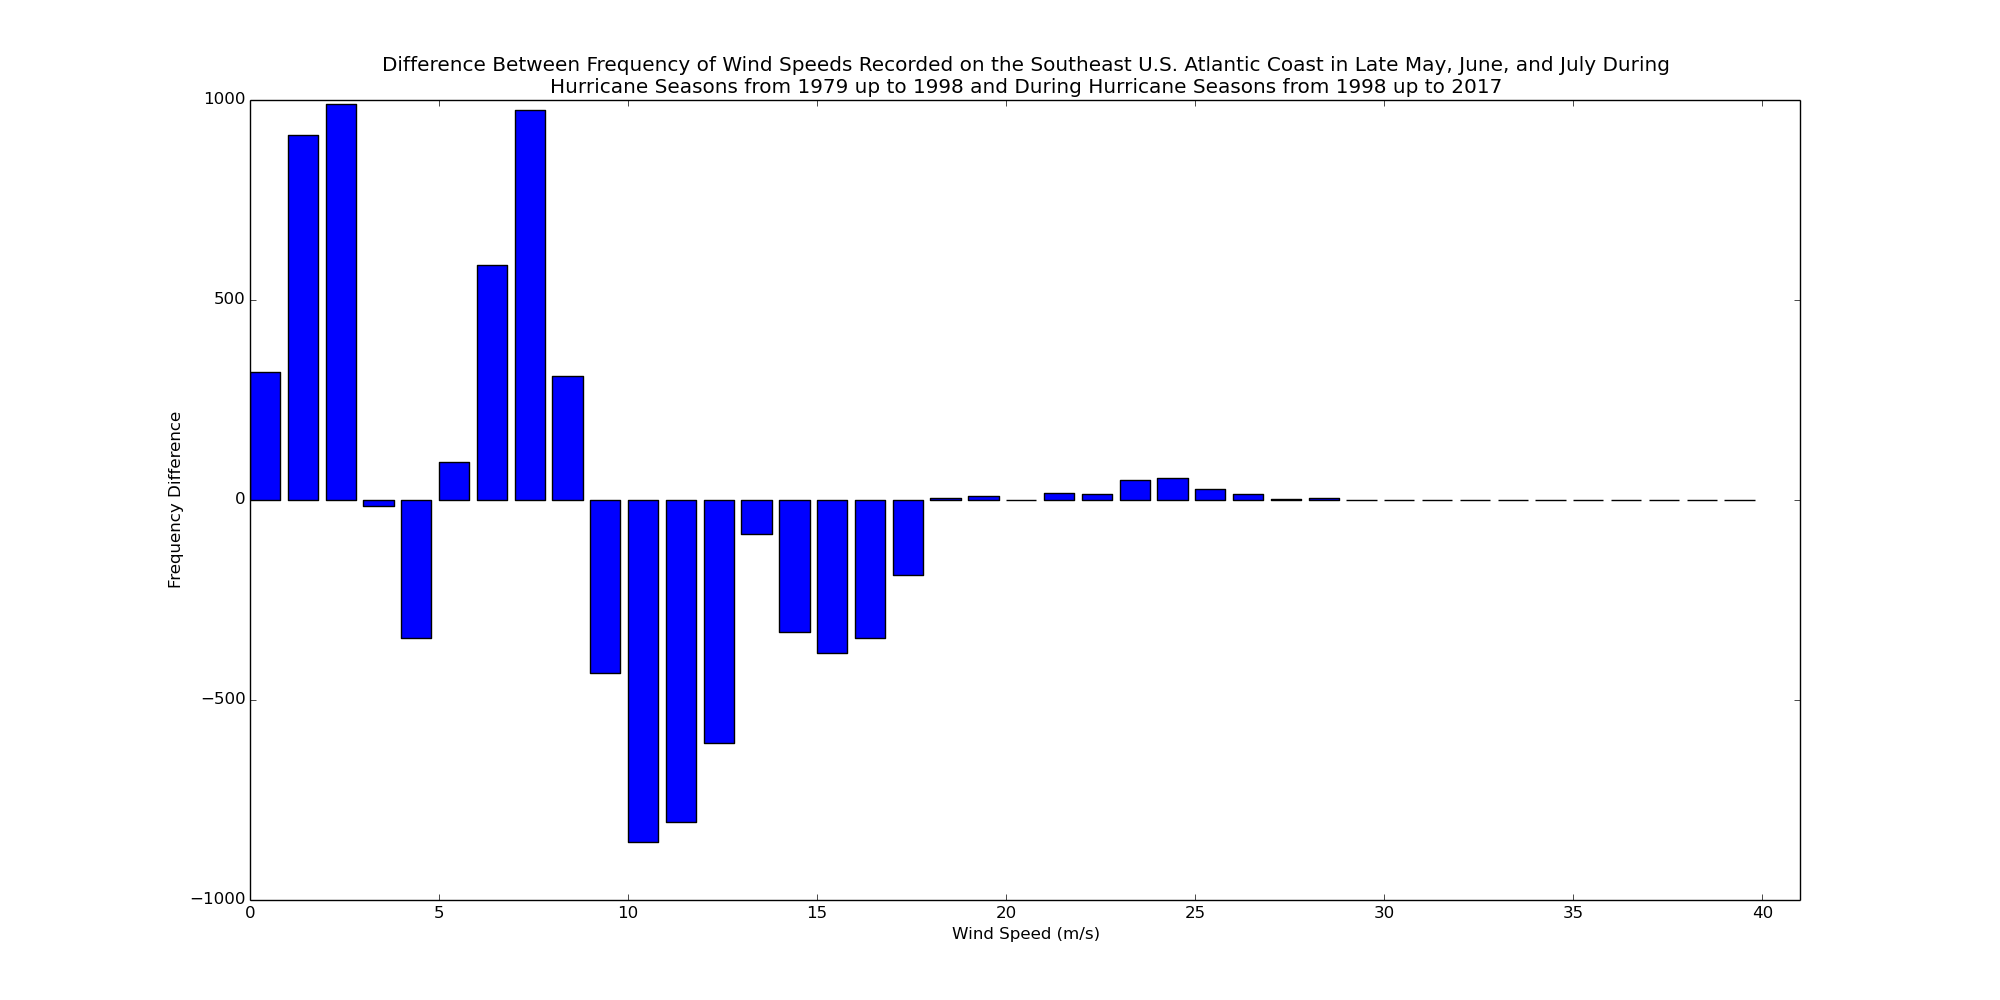 Difference Between Frequency of Wind Speeds Recorded on the Southeast U.S. Atlantic Coast in Late May, June, and July During
Hurricane Seasons from 1979 up to 1998 and During Hurricane Seasons from 1998 up to 2017
1000
500
0
−500
−1000
Frequency Difference
0 5 10 15 20 25 30 35 40
Wind Speed (m/s)